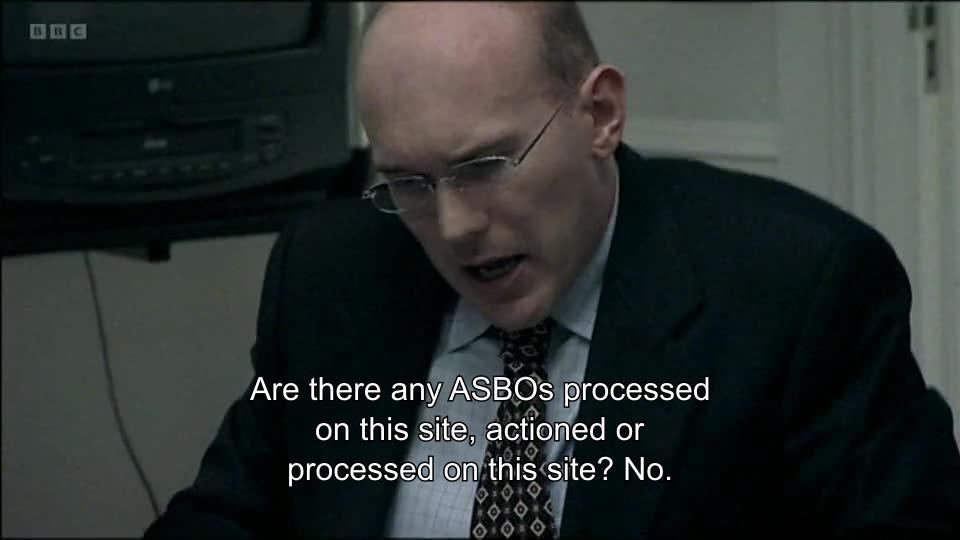 BBC
Are there any ASBOs processed
on this site, actioned or
processed on this site? No.